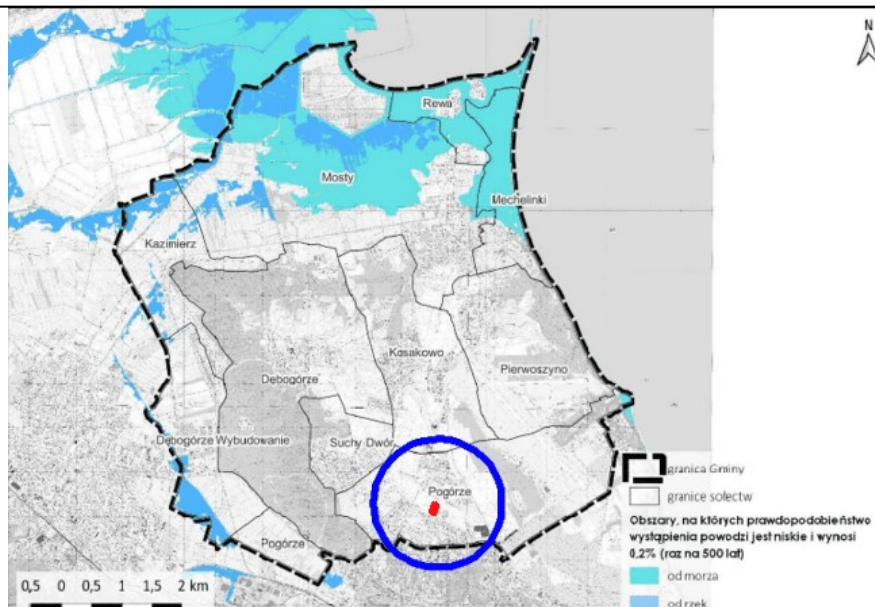 N
Rewa
Mosty
Mechelinki
Kazimierz
Kosakowo
Pierwoszyno
Dębogórze
Dębogórze Wybudowanie
Suchy Dwór
Pogórze
Pogórze
granica Gminy
granice sołectw
Obszary, na których prawdopodobieństwo
wystąpienia powodzi jest niskie i wynosi
0,2% (raz na 500 lat)
od morza
od rzek
0,5 0 0,5 1 1,5 2 km